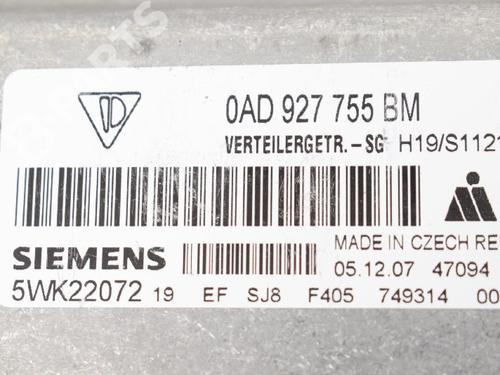 B-PARTS
0AD 927 755 BM
VERTEILERGETR.-SG H19/S1121
SIEMENS
MADE IN CZECH RE
05.12.07 47094
5WK22072 19 EF SJ8 F405 749314 00